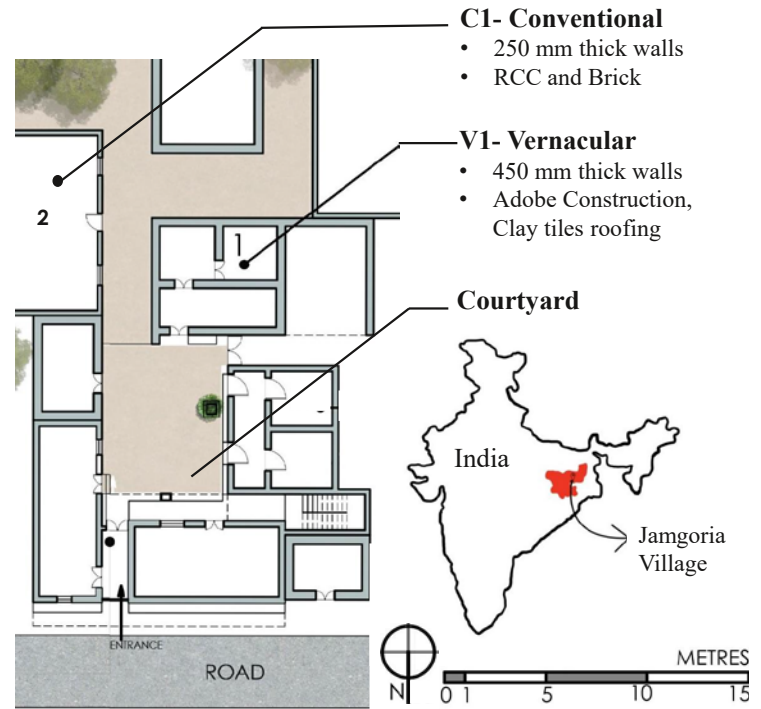 C1- Conventional
• 250 mm thick walls
• RCC and Brick
V1- Vernacular
• 450 mm thick walls
• Adobe Construction,
Clay tiles roofing
2
1
Courtyard
India
Jamgoria
Village
ENTRANCE
ROAD
N
METRES
0 1 5 10 15